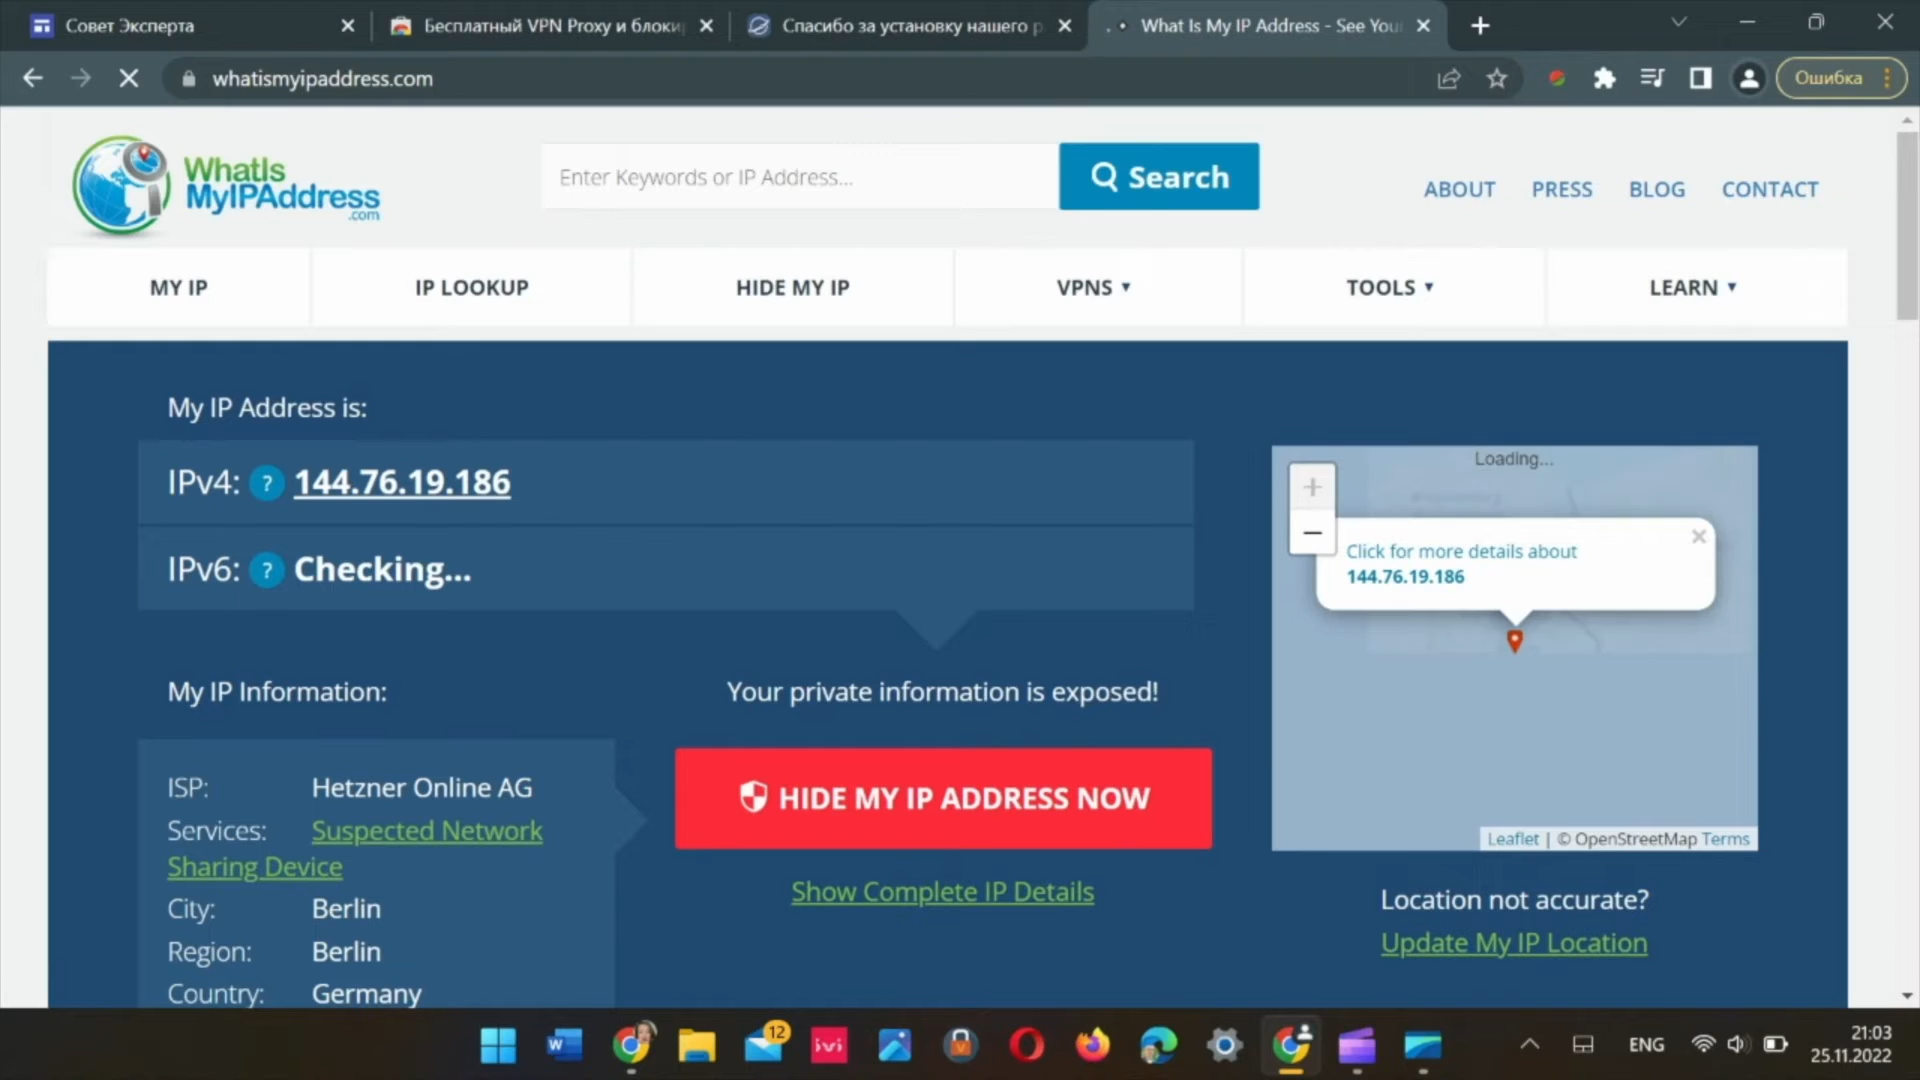 Совет Эксперта
Бесплатный VPN Proxy и блоки
Спасибо за установку нашего р
What Is My IP Address - See You
whatismyipaddress.com
Ошибка
WhatIs
MyIPAddress
.com
Enter Keywords or IP Address...
Search
ABOUT PRESS BLOG CONTACT
MY IP IP LOOKUP HIDE MY IP VPNS ▾ TOOLS ▾ LEARN ▾
My IP Address is:
IPv4: ? 144.76.19.186
IPv6: ? Checking...
Loading...
+
−
Click for more details about
144.76.19.186
Leaflet | © OpenStreetMap Terms
My IP Information:
ISP: Hetzner Online AG
Services: Suspected Network
Sharing Device
City: Berlin
Region: Berlin
Country: Germany
Your private information is exposed!
HIDE MY IP ADDRESS NOW
Show Complete IP Details
Location not accurate?
Update My IP Location
W
12
ivi
ENG
21:03
25.11.2022